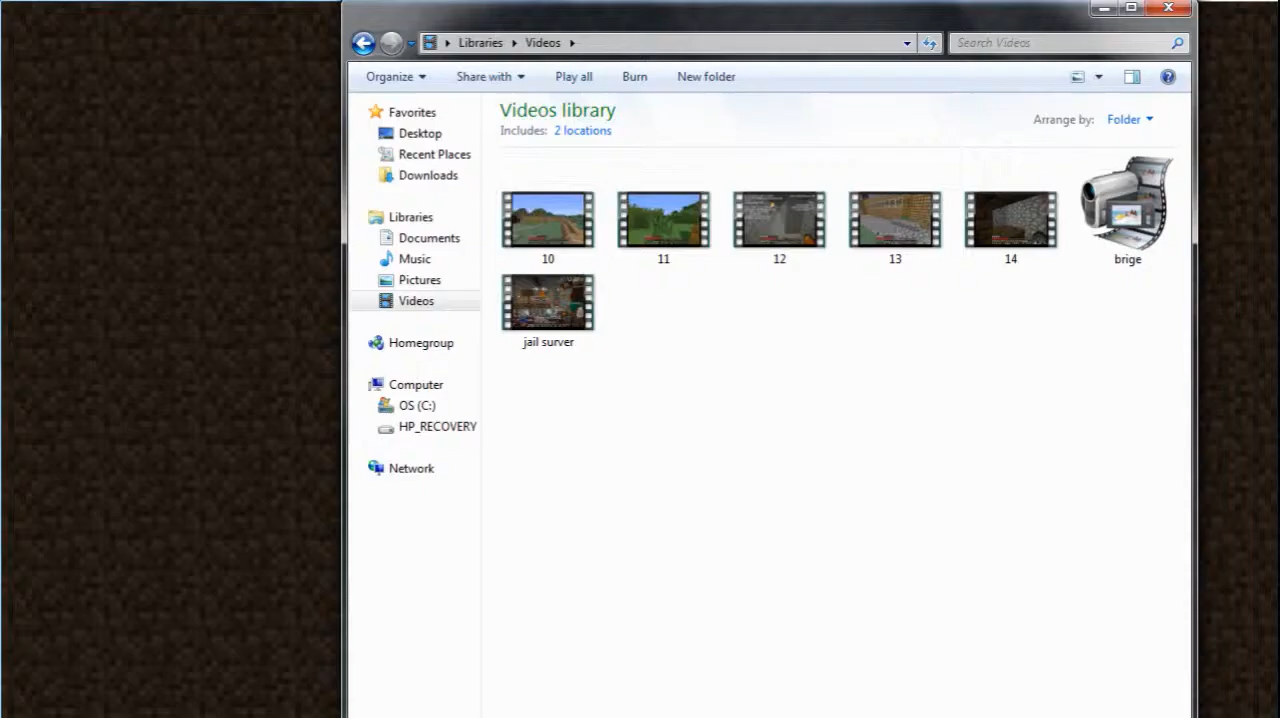 Libraries Videos
Search Videos
Organize Share with Play all Burn New folder
Favorites
Desktop
Recent Places
Downloads
Libraries
Documents
Music
Pictures
Videos
Homegroup
Computer
OS (C:)
HP_RECOVERY
Network
Videos library
Includes: 2 locations
Arrange by: Folder
10 11 12 13 14 brige
jail surver